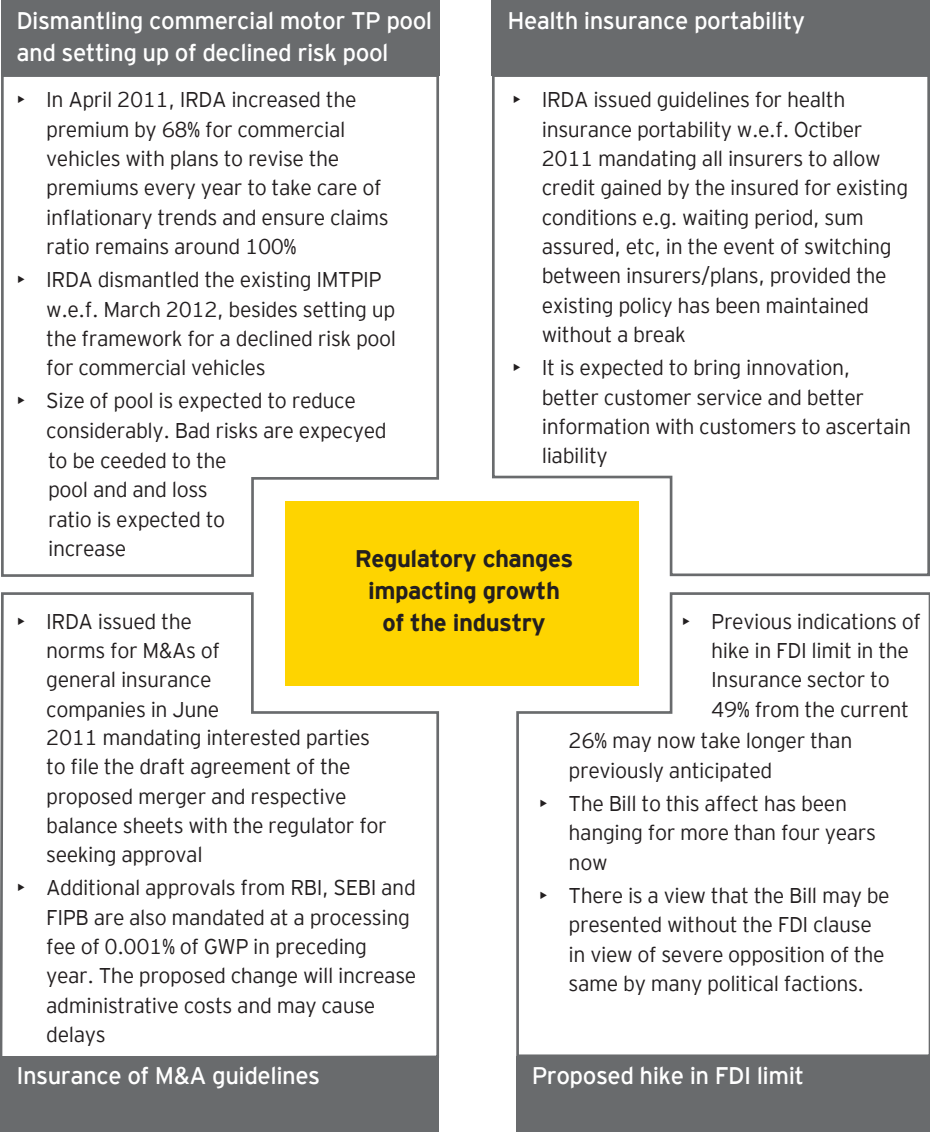 Dismantling commercial motor TP pool
and setting up of declined risk pool
▸ In April 2011, IRDA increased the
premium by 68% for commercial
vehicles with plans to revise the
premiums every year to take care of
inflationary trends and ensure claims
ratio remains around 100%
▸ IRDA dismantled the existing IMTPIP
w.e.f. March 2012, besides setting up
the framework for a declined risk pool
for commercial vehicles
▸ Size of pool is expected to reduce
considerably. Bad risks are expecyed
to be ceeded to the
pool and and loss
ratio is expected to
increase
Health insurance portability
▸ IRDA issued guidelines for health
insurance portability w.e.f. Octiber
2011 mandating all insurers to allow
credit gained by the insured for existing
conditions e.g. waiting period, sum
assured, etc, in the event of switching
between insurers/plans, provided the
existing policy has been maintained
without a break
▸ It is expected to bring innovation,
better customer service and better
information with customers to ascertain
liability
Regulatory changes
impacting growth
of the industry
▸ IRDA issued the
norms for M&As of
general insurance
companies in June
2011 mandating interested parties
to file the draft agreement of the
proposed merger and respective
balance sheets with the regulator for
seeking approval
▸ Additional approvals from RBI, SEBI and
FIPB are also mandated at a processing
fee of 0.001% of GWP in preceding
year. The proposed change will increase
administrative costs and may cause
delays
Insurance of M&A guidelines
▸ Previous indications of
hike in FDI limit in the
Insurance sector to
49% from the current
26% may now take longer than
previously anticipated
▸ The Bill to this affect has been
hanging for more than four years
now
▸ There is a view that the Bill may be
presented without the FDI clause
in view of severe opposition of the
same by many political factions.
Proposed hike in FDI limit